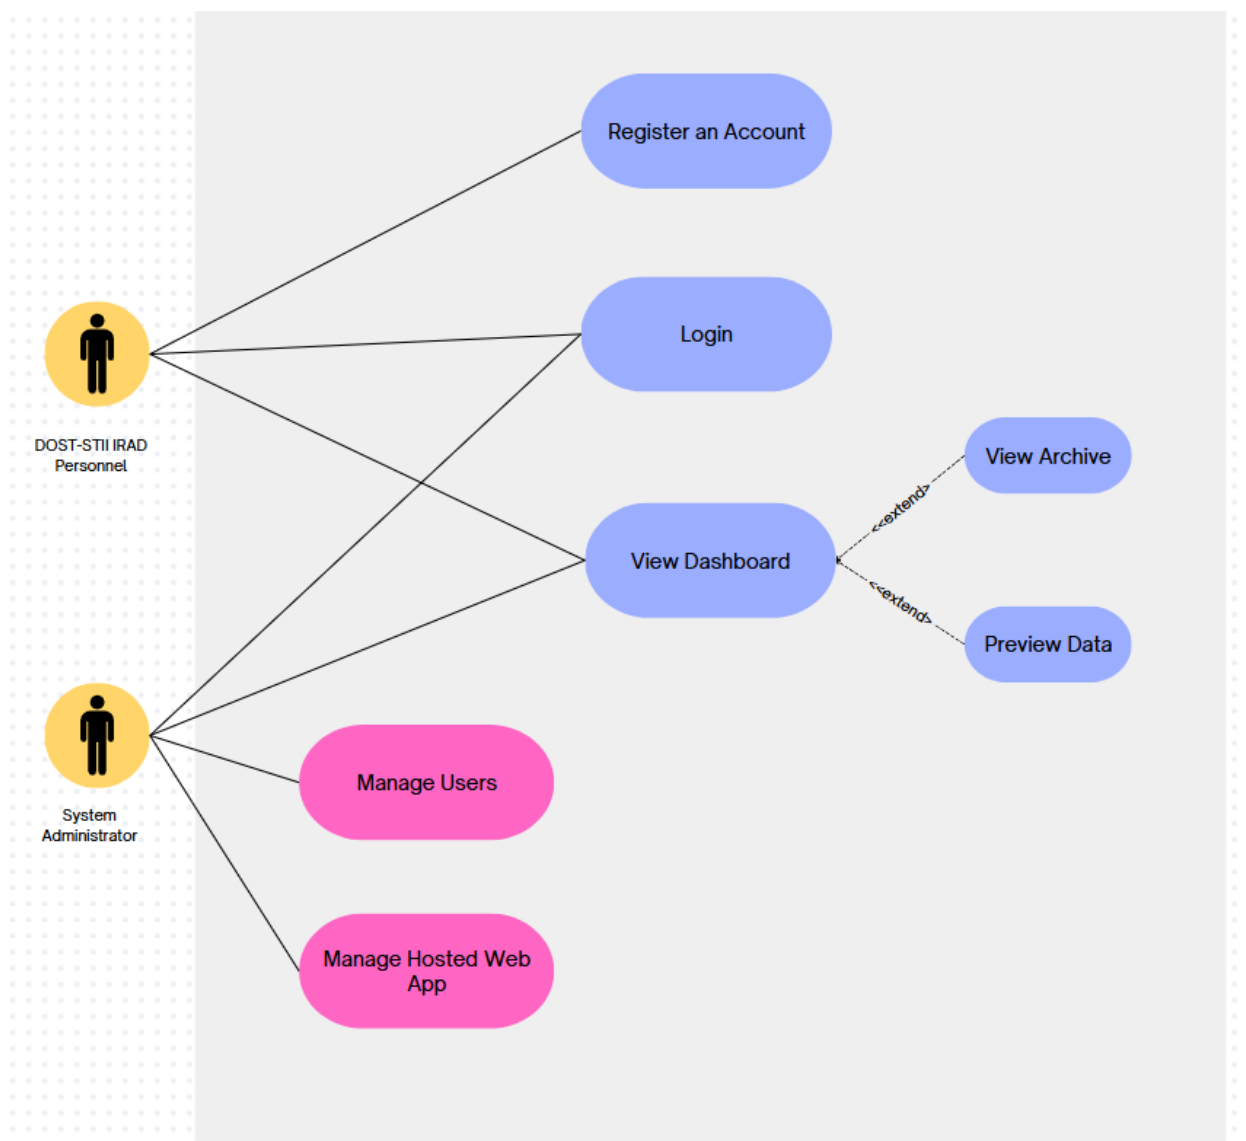 Register an Account
Login
DOST-STII IRAD
Personnel
View Archive
<<extend>
View Dashboard
<<extend>
Preview Data
Manage Users
System
Administrator
Manage Hosted Web
App